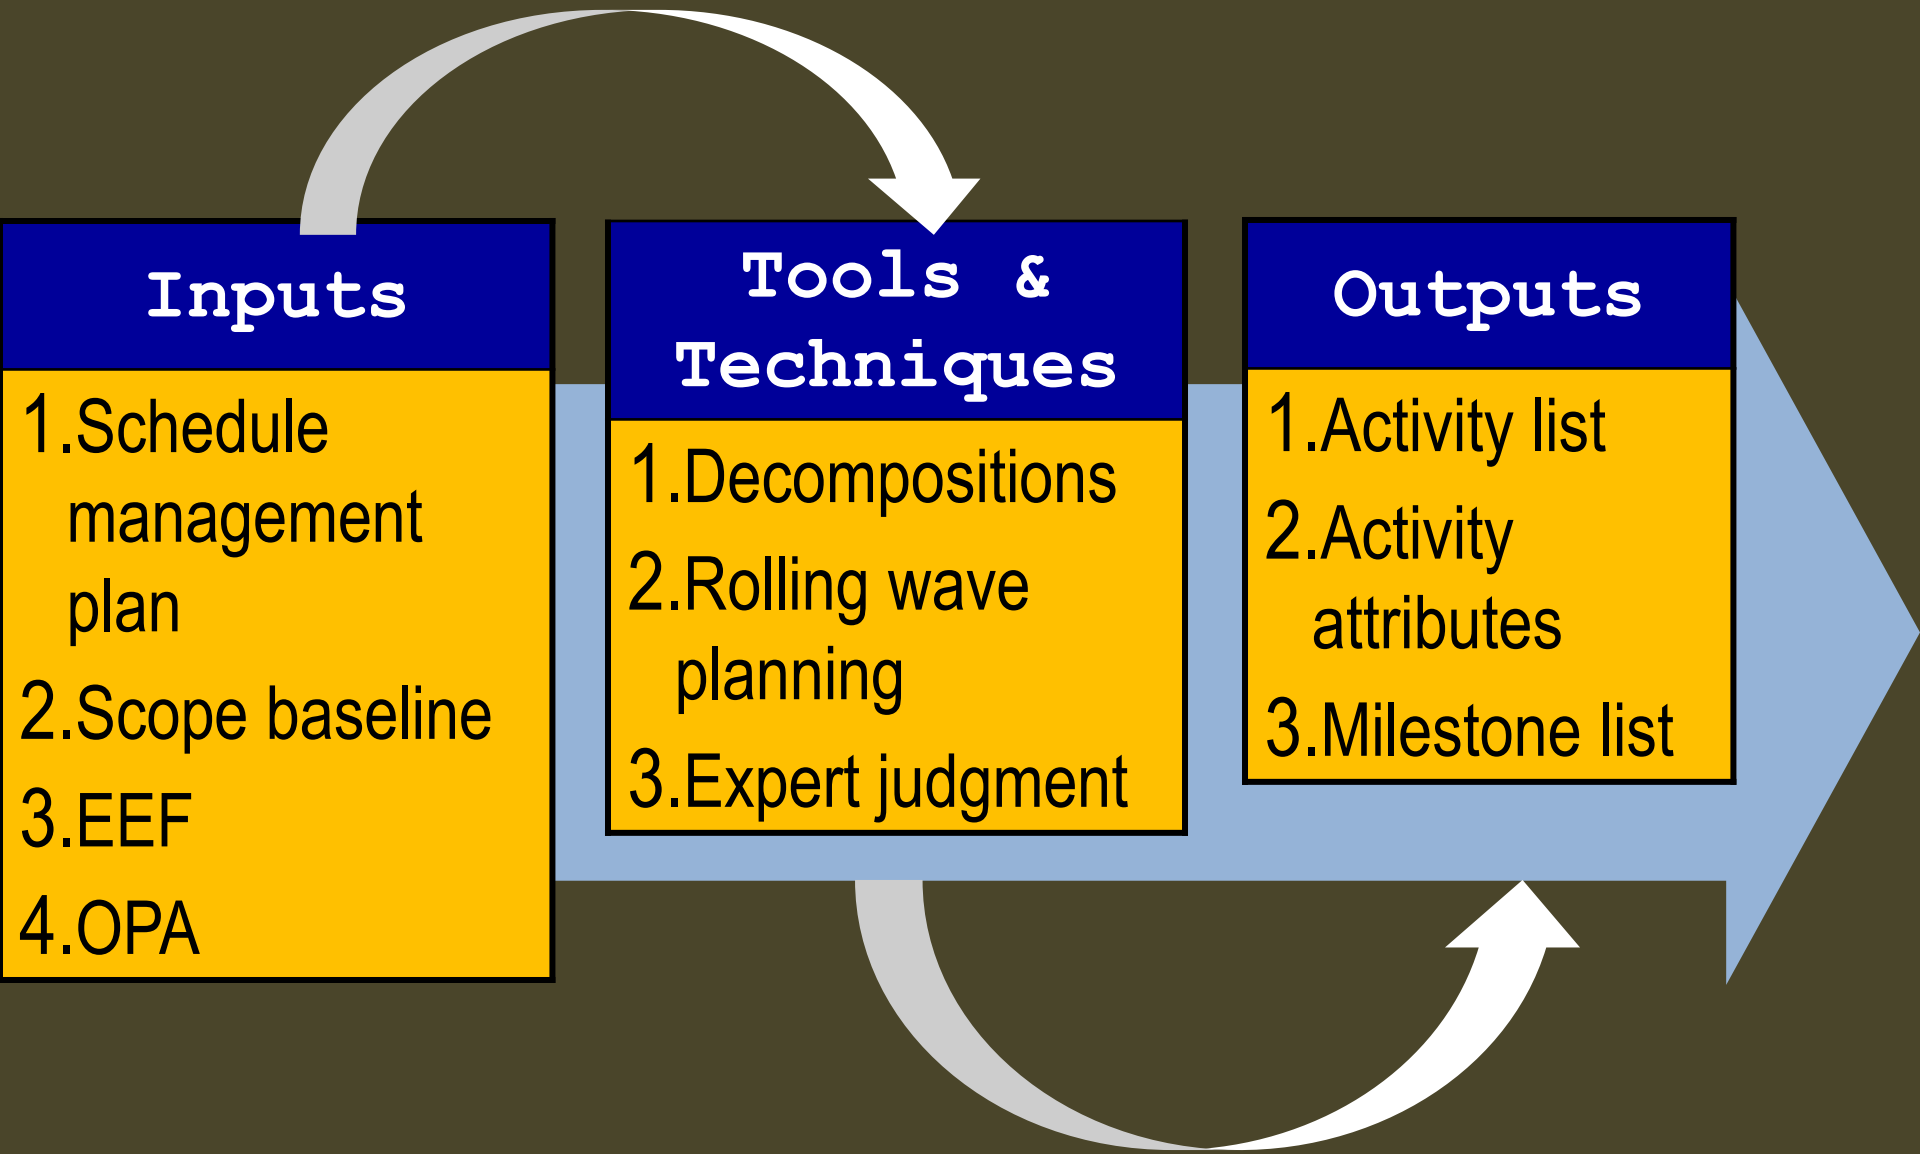 Inputs
1.Schedule
management
plan
2.Scope baseline
3.EEF
4.OPA
Tools &
Techniques
1.Decompositions
2.Rolling wave
planning
3.Expert judgment
Outputs
1.Activity list
2.Activity
attributes
3.Milestone list